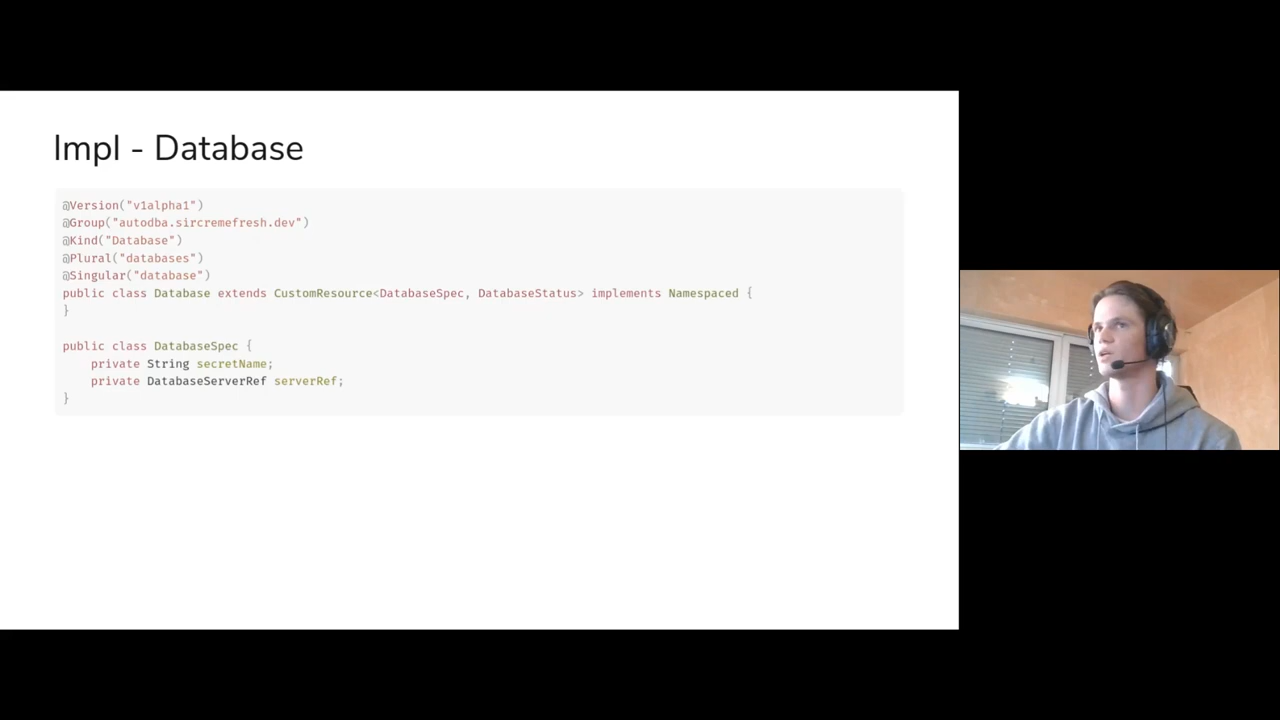 Impl - Database
@Version("v1alpha1")
@Group("autodba.sircremefresh.dev")
@Kind("Database")
@Plural("databases")
@Singular("database")
public class Database extends CustomResource<DatabaseSpec, DatabaseStatus> implements Namespaced {
}
public class DatabaseSpec {
    private String secretName;
    private DatabaseServerRef serverRef;
}